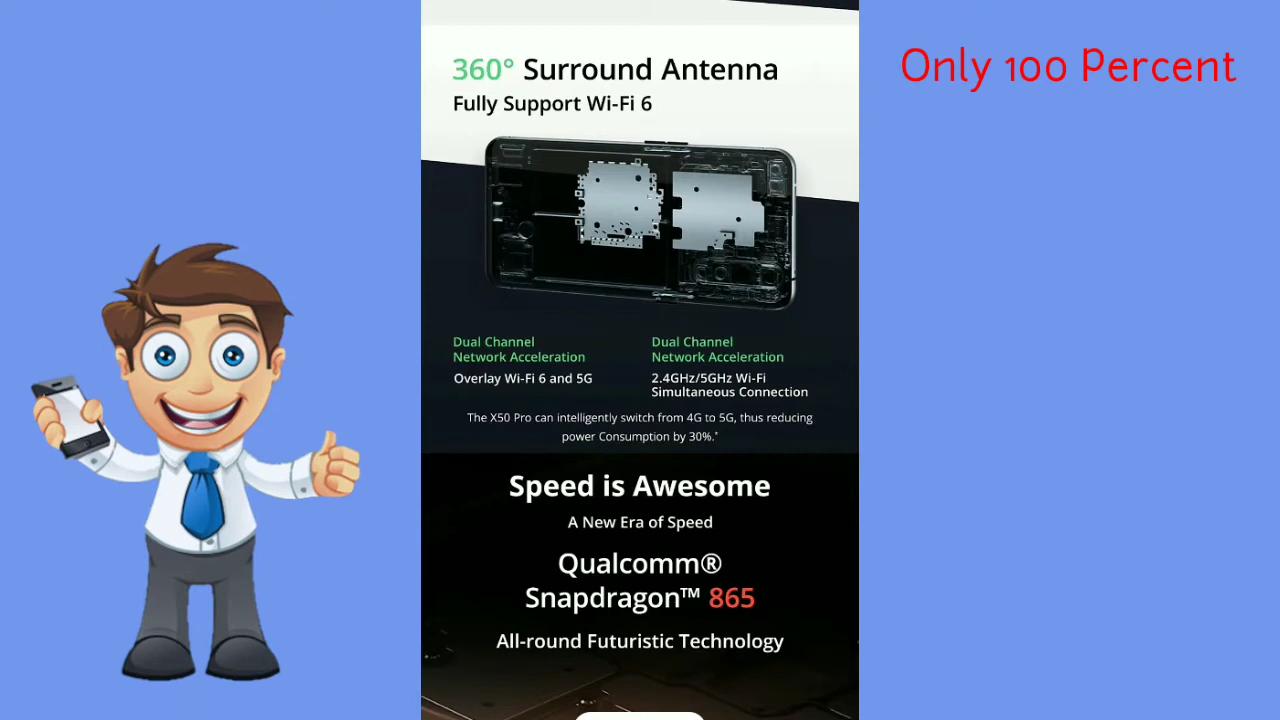 360° Surround Antenna
Fully Support Wi-Fi 6
Only 100 Percent
Dual Channel
Network Acceleration
Overlay Wi-Fi 6 and 5G
Dual Channel
Network Acceleration
2.4GHz/5GHz Wi-Fi
Simultaneous Connection
The X50 Pro can intelligently switch from 4G to 5G, thus reducing
power Consumption by 30%.*
Speed is Awesome
A New Era of Speed
Qualcomm®
Snapdragon™ 865
All-round Futuristic Technology